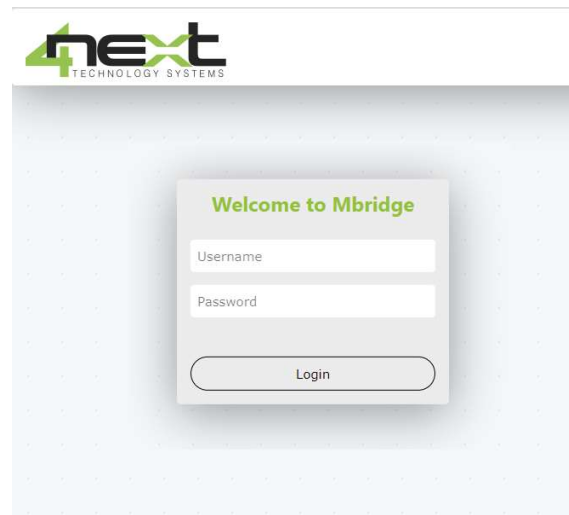 4next
TECHNOLOGY SYSTEMS
Welcome to Mbridge
Username
Password
Login